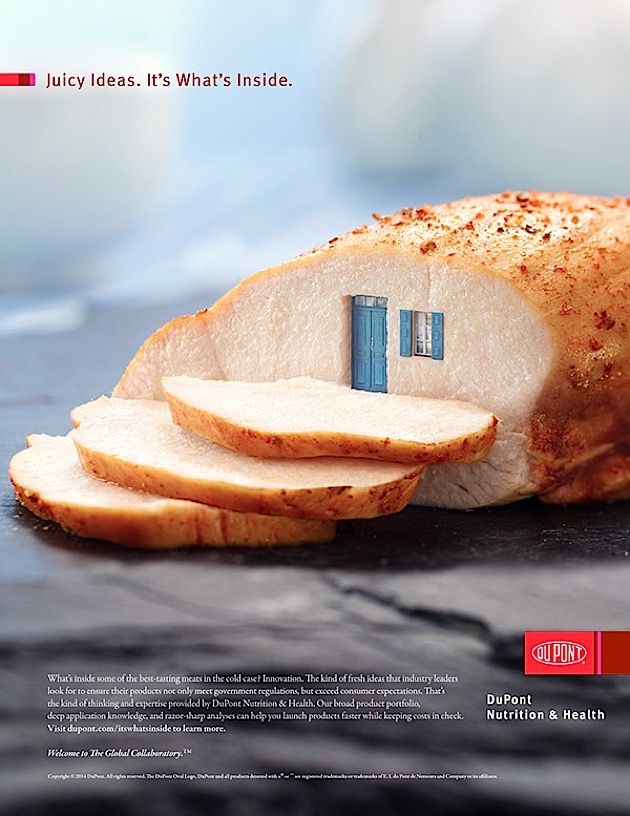 Juicy Ideas. It's What's Inside.
What's inside some of the best-tasting meats in the cold case? Innovation. The kind of fresh ideas that industry leaders
look for to ensure their products not only meet government regulations, but exceed consumer expectations. That's
the kind of thinking and expertise provided by DuPont Nutrition & Health. Our broad product portfolio,
deep application knowledge, and razor-sharp analyses can help you launch products faster while keeping costs in check.
Visit dupont.com/itswhatsinside to learn more.
Welcome to The Global Collaboratory.™
Copyright © 2014 DuPont. All rights reserved. The DuPont Oval Logo, DuPont and all products denoted with a ® or ™ are registered trademarks or trademarks of E. I. du Pont de Nemours and Company or its affiliates.
DU PONT
DuPont
Nutrition & Health